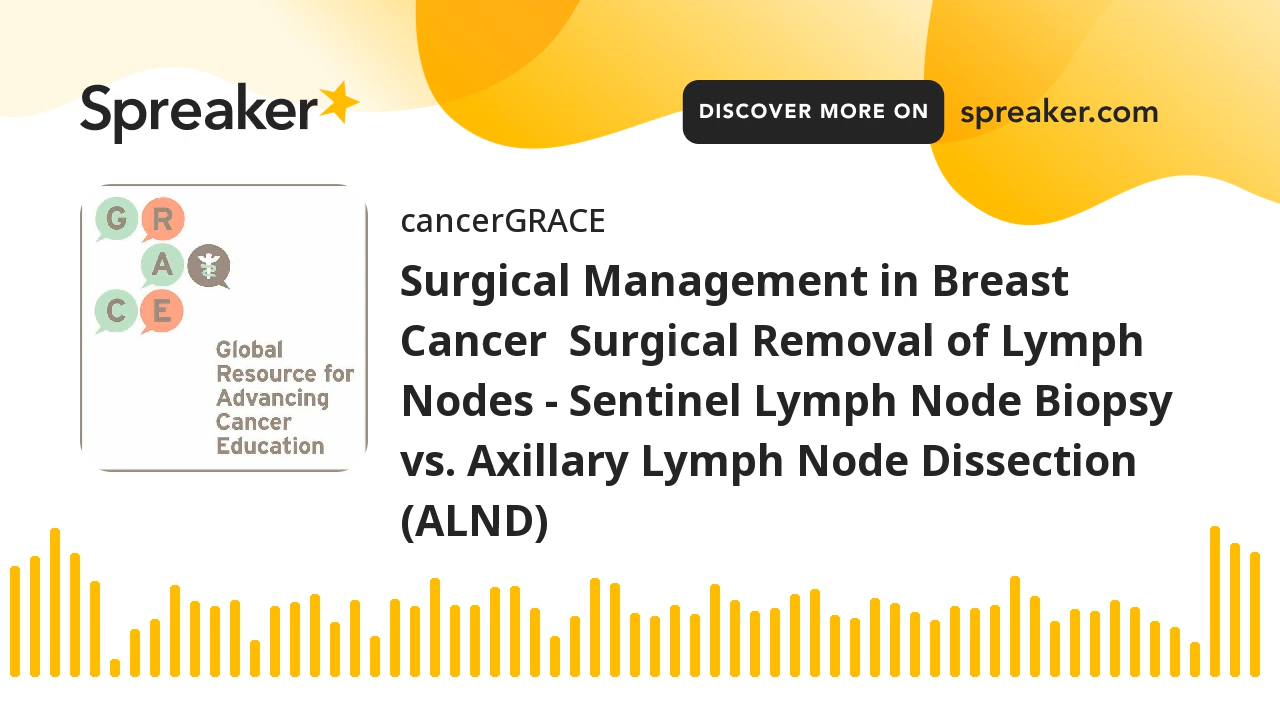 Spreaker
DISCOVER MORE ON
spreaker.com
G R
A
C E
Global
Resource for
Advancing
Cancer
Education
cancerGRACE
Surgical Management in Breast
Cancer  Surgical Removal of Lymph
Nodes - Sentinel Lymph Node Biopsy
vs. Axillary Lymph Node Dissection
(ALND)